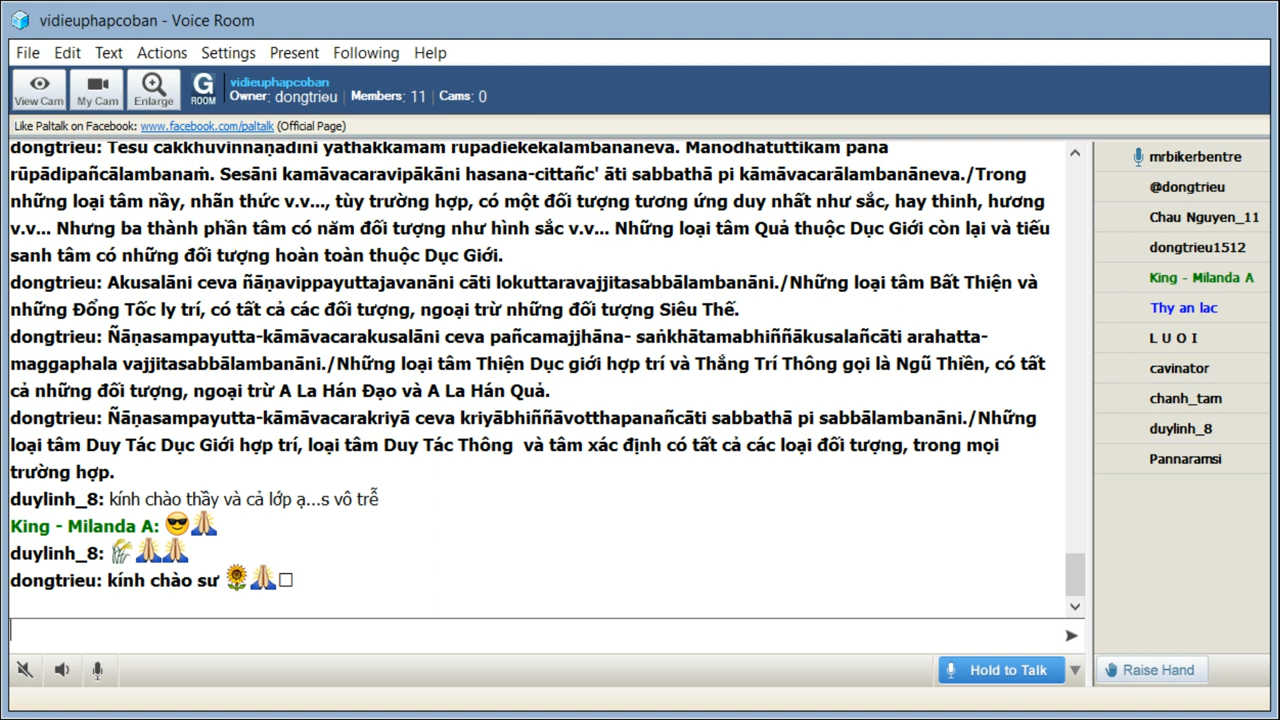 vidieuphapcoban - Voice Room
File Edit Text Actions Settings Present Following Help
View Cam My Cam Enlarge G ROOM
vidieuphapcoban
Owner: dongtrieu | Members: 11 | Cams: 0
Like Paltalk on Facebook: www.facebook.com/paltalk (Official Page)
dongtrieu: Tesu cakkhuviññāṇādīni yathākkamaṁ rūpādiekekālambanāneva. Manodhātuttikaṁ pana
rūpādipañcālambanaṁ. Sesāni kamāvacaravipākāni hasana-cittañc' āti sabbathā pi kāmāvacarālambanāneva./Trong
những loại tâm nầy, nhãn thức v.v..., tùy trường hợp, có một đối tượng tương ứng duy nhất như sắc, hay thinh, hương
v.v... Nhưng ba thành phần tâm có năm đối tượng như hình sắc v.v... Những loại tâm Quả thuộc Dục Giới còn lại và tiếu
sanh tâm có những đối tượng hoàn toàn thuộc Dục Giới.
dongtrieu: Akusalāni ceva ñāṇavippayuttajavanāni cāti lokuttaravajjitasabbālambanāni./Những loại tâm Bất Thiện và
những Đổng Tốc ly trí, có tất cả các đối tượng, ngoại trừ những đối tượng Siêu Thế.
dongtrieu: Ñāṇasampayutta-kāmāvacarakusalāni ceva pañcamajjhāna- saṅkhātamabhiññākusalañcāti arahatta-
maggaphala vajjitasabbālambanāni./Những loại tâm Thiện Dục giới hợp trí và Thắng Trí Thông gọi là Ngũ Thiền, có tất
cả những đối tượng, ngoại trừ A La Hán Đạo và A La Hán Quả.
dongtrieu: Ñāṇasampayutta-kāmāvacarakriyā ceva kriyābhiññāvotthapanañcāti sabbathā pi sabbālambanāni./Những
loại tâm Duy Tác Dục Giới hợp trí, loại tâm Duy Tác Thông và tâm xác định có tất cả các loại đối tượng, trong mọi
trường hợp.
duylinh_8: kính chào thầy và cả lớp ạ...s vô trễ
King - Milanda A: 😎🙏
duylinh_8: 🌾🙏🙏
dongtrieu: kính chào sư 🌻🙏□
mrbikerbentre
@dongtrieu
Chau Nguyen_11
dongtrieu1512
King - Milanda A
Thy an lac
L U O I
cavinator
chanh_tam
duylinh_8
Pannaramsi
Hold to Talk
Raise Hand